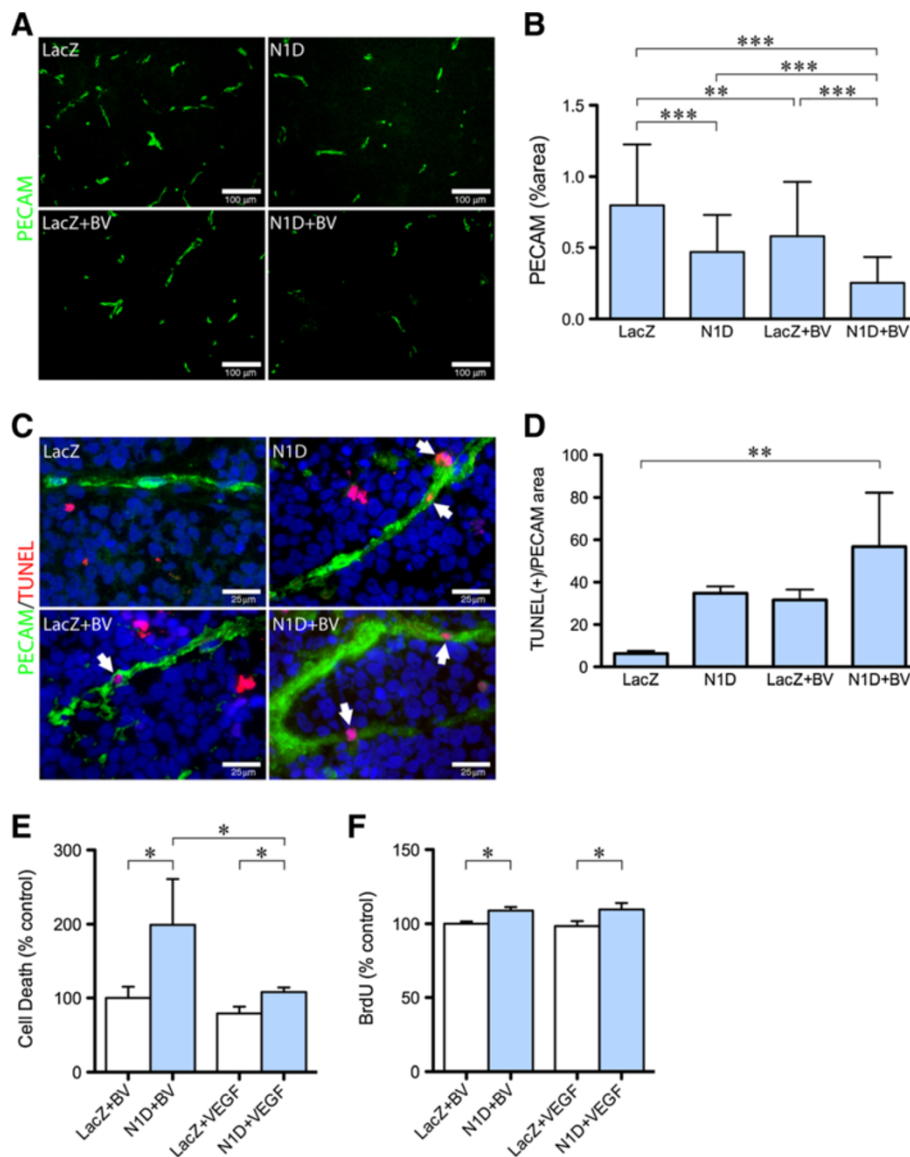 A
LacZ
N1D
100 μm
100 μm
LacZ+BV
N1D+BV
100 μm
100 μm
PECAM
B
***
***
**
***
***
1.5
1.0
0.5
0.0
PECAM (%area)
LacZ
N1D
LacZ+BV
N1D+BV
C
LacZ
N1D
25μm
25μm
LacZ+BV
N1D+BV
25μm
25μm
PECAM/TUNEL
D
**
100
80
60
40
20
0
TUNEL(+)/PECAM area
LacZ
N1D
LacZ+BV
N1D+BV
E
*
*
*
300
200
100
0
Cell Death (% control)
LacZ+BV
N1D+BV
LacZ+VEGF
N1D+VEGF
F
*
*
150
100
50
0
BrdU (% control)
LacZ+BV
N1D+BV
LacZ+VEGF
N1D+VEGF